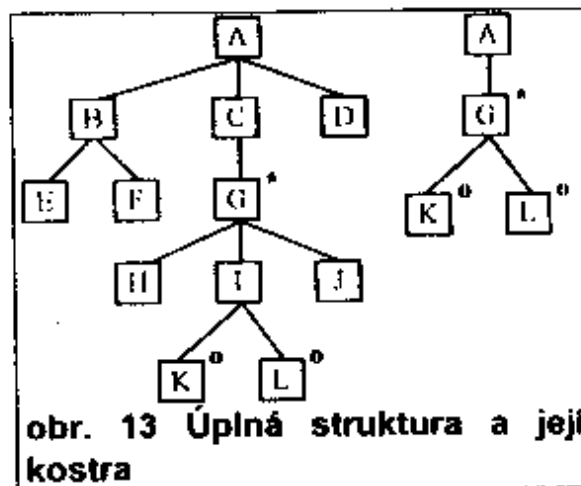 A A
B C D G *
E F G * K o L o
H I J
K o L o
obr. 13 Úplná struktura a její
kostra